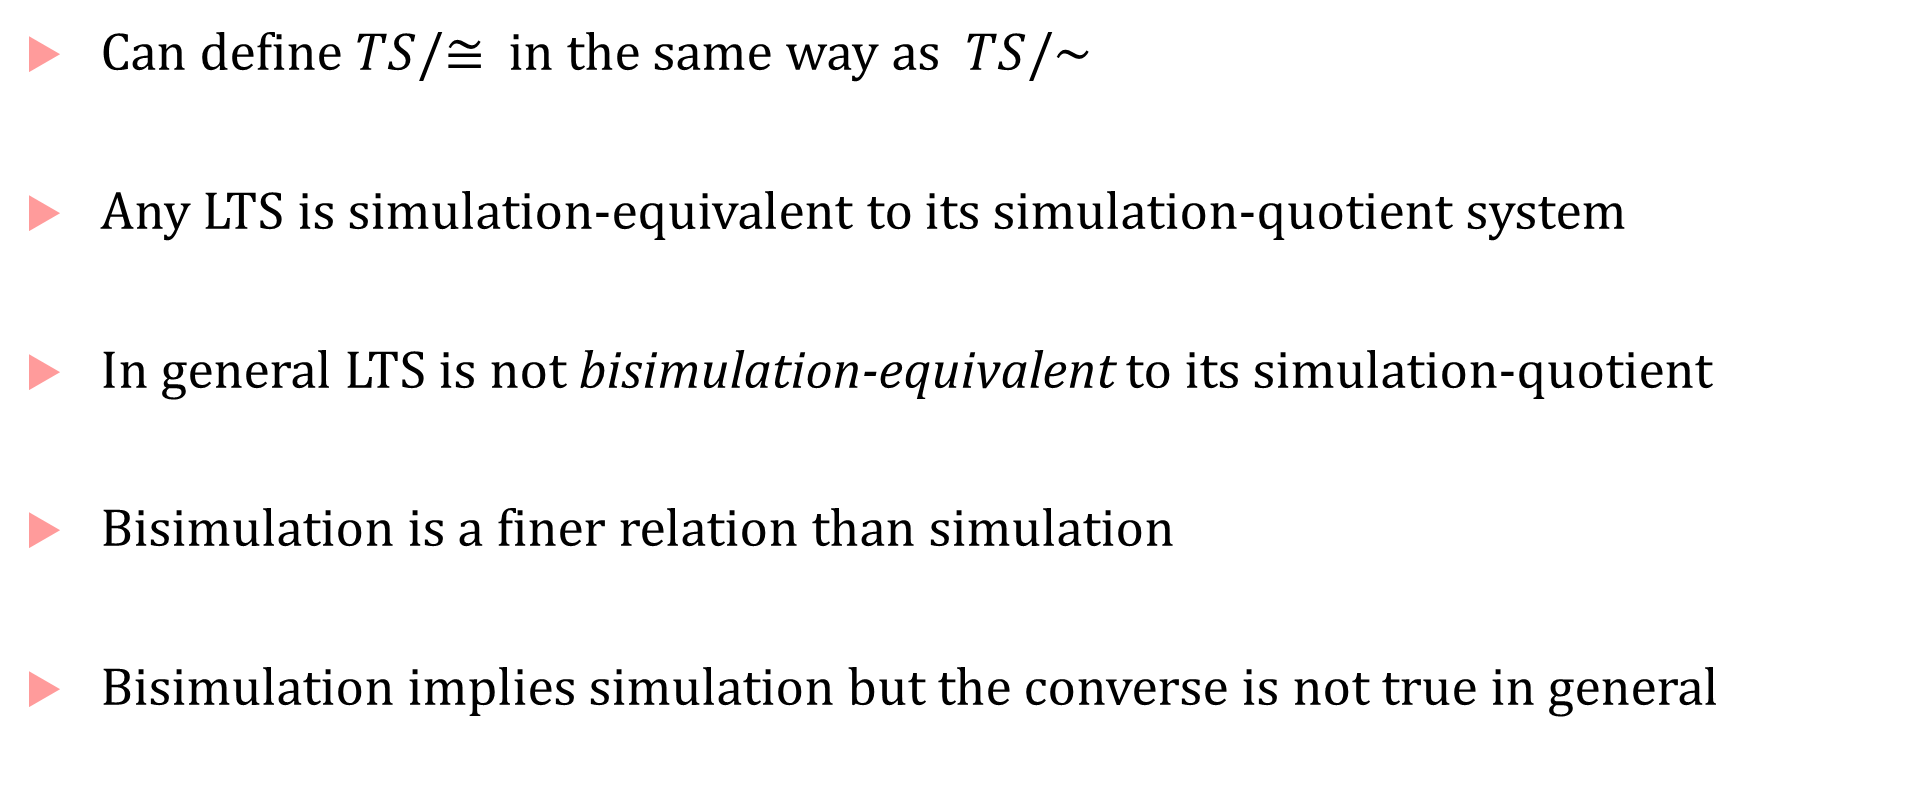 Can define TS/≅ in the same way as TS/~
Any LTS is simulation-equivalent to its simulation-quotient system
In general LTS is not bisimulation-equivalent to its simulation-quotient
Bisimulation is a finer relation than simulation
Bisimulation implies simulation but the converse is not true in general